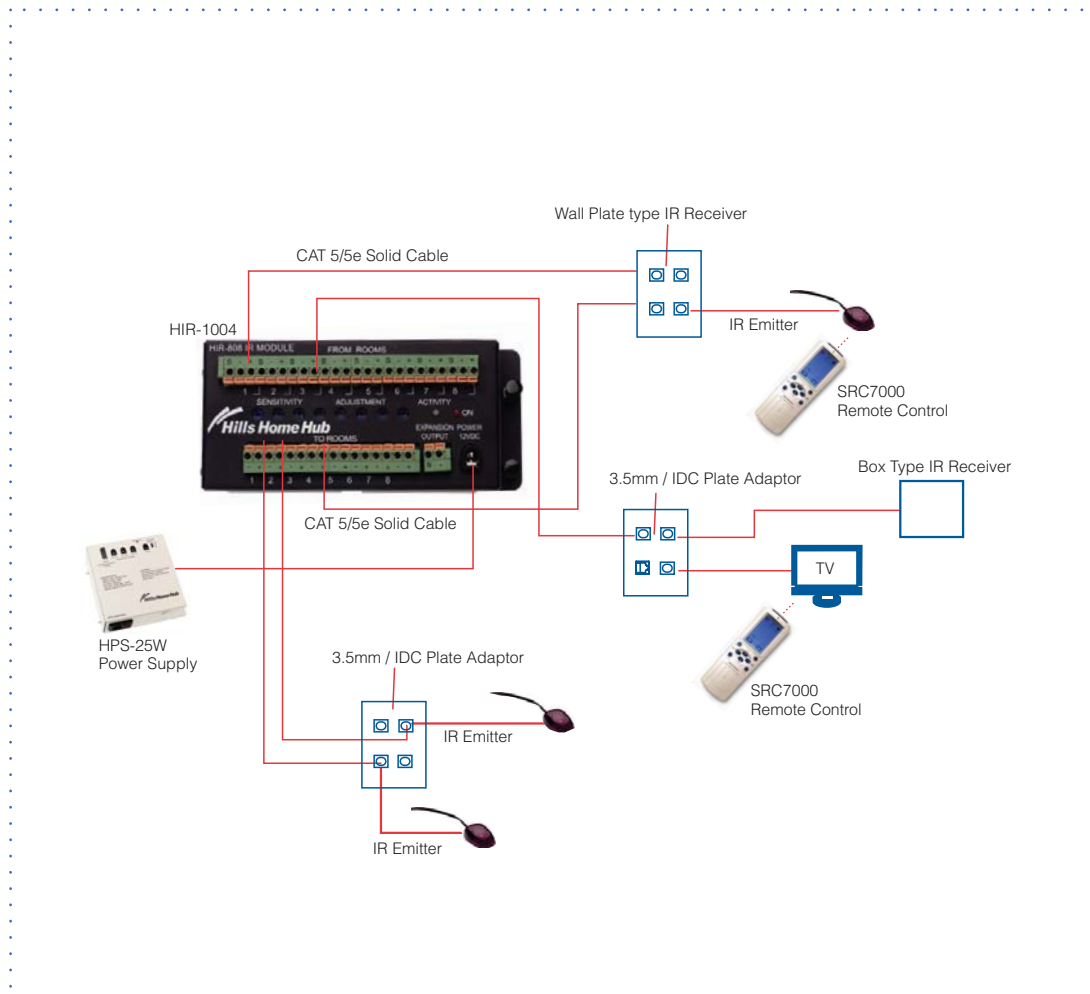 Wall Plate type IR Receiver
CAT 5/5e Solid Cable
IR Emitter
HIR-1004
HIR-808 IR MODULE
FROM ROOMS
S S - + S - + S - + S - + S - + S - + S - +
1 2 3 4 5 6 7 8
SENSITIVITY ADJUSTMENT ACTIVITY
ON
Hills Home Hub
EXPANSION OUTPUT
POWER 12VDC
TO ROOMS
1 2 3 4 5 6 7 8
SRC7000
Remote Control
3.5mm / IDC Plate Adaptor
Box Type IR Receiver
CAT 5/5e Solid Cable
TV
Hills Home Hub
HPS-25W
Power Supply
3.5mm / IDC Plate Adaptor
SRC7000
Remote Control
IR Emitter
IR Emitter